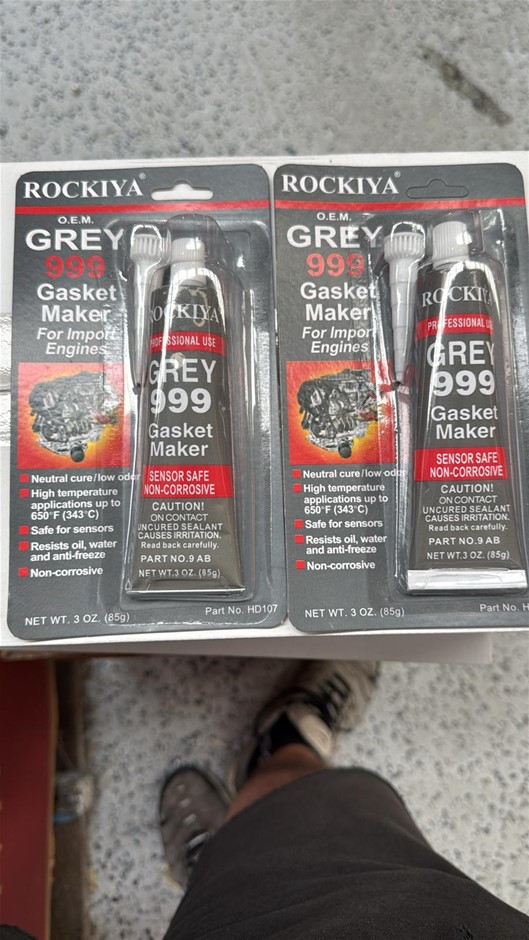 ROCKIYA®
O.E.M.
GREY
999
Gasket
Maker
For Import
Engines
Neutral cure/low odor
High temperature
applications up to
650°F (343°C)
Safe for sensors
Resists oil, water
and anti-freeze
Non-corrosive
NET WT. 3 OZ. (85g)
Part No. HD107
ROCKIYA
PROFESSIONAL USE
GREY
999
Gasket
Maker
SENSOR SAFE
NON-CORROSIVE
CAUTION!
ON CONTACT
UNCURED SEALANT
CAUSES IRRITATION.
Read back carefully.
PART NO.9 AB
NET WT.3 OZ. (85g)
ROCKIYA®
O.E.M.
GREY
999
Gasket
Maker
For Import
Engines
Neutral cure/low odor
High temperature
applications up to
650°F (343°C)
Safe for sensors
Resists oil, water
and anti-freeze
Non-corrosive
NET WT. 3 OZ. (85g)
Part No. H
ROCKIYA
PROFESSIONAL US
GREY
999
Gasket
Maker
SENSOR SAFE
NON-CORROSIVE
CAUTION!
ON CONTACT
UNCURED SEALANT
CAUSES IRRITATION.
Read back carefully.
PART NO.9 AB
NET WT.3 OZ. (85g)